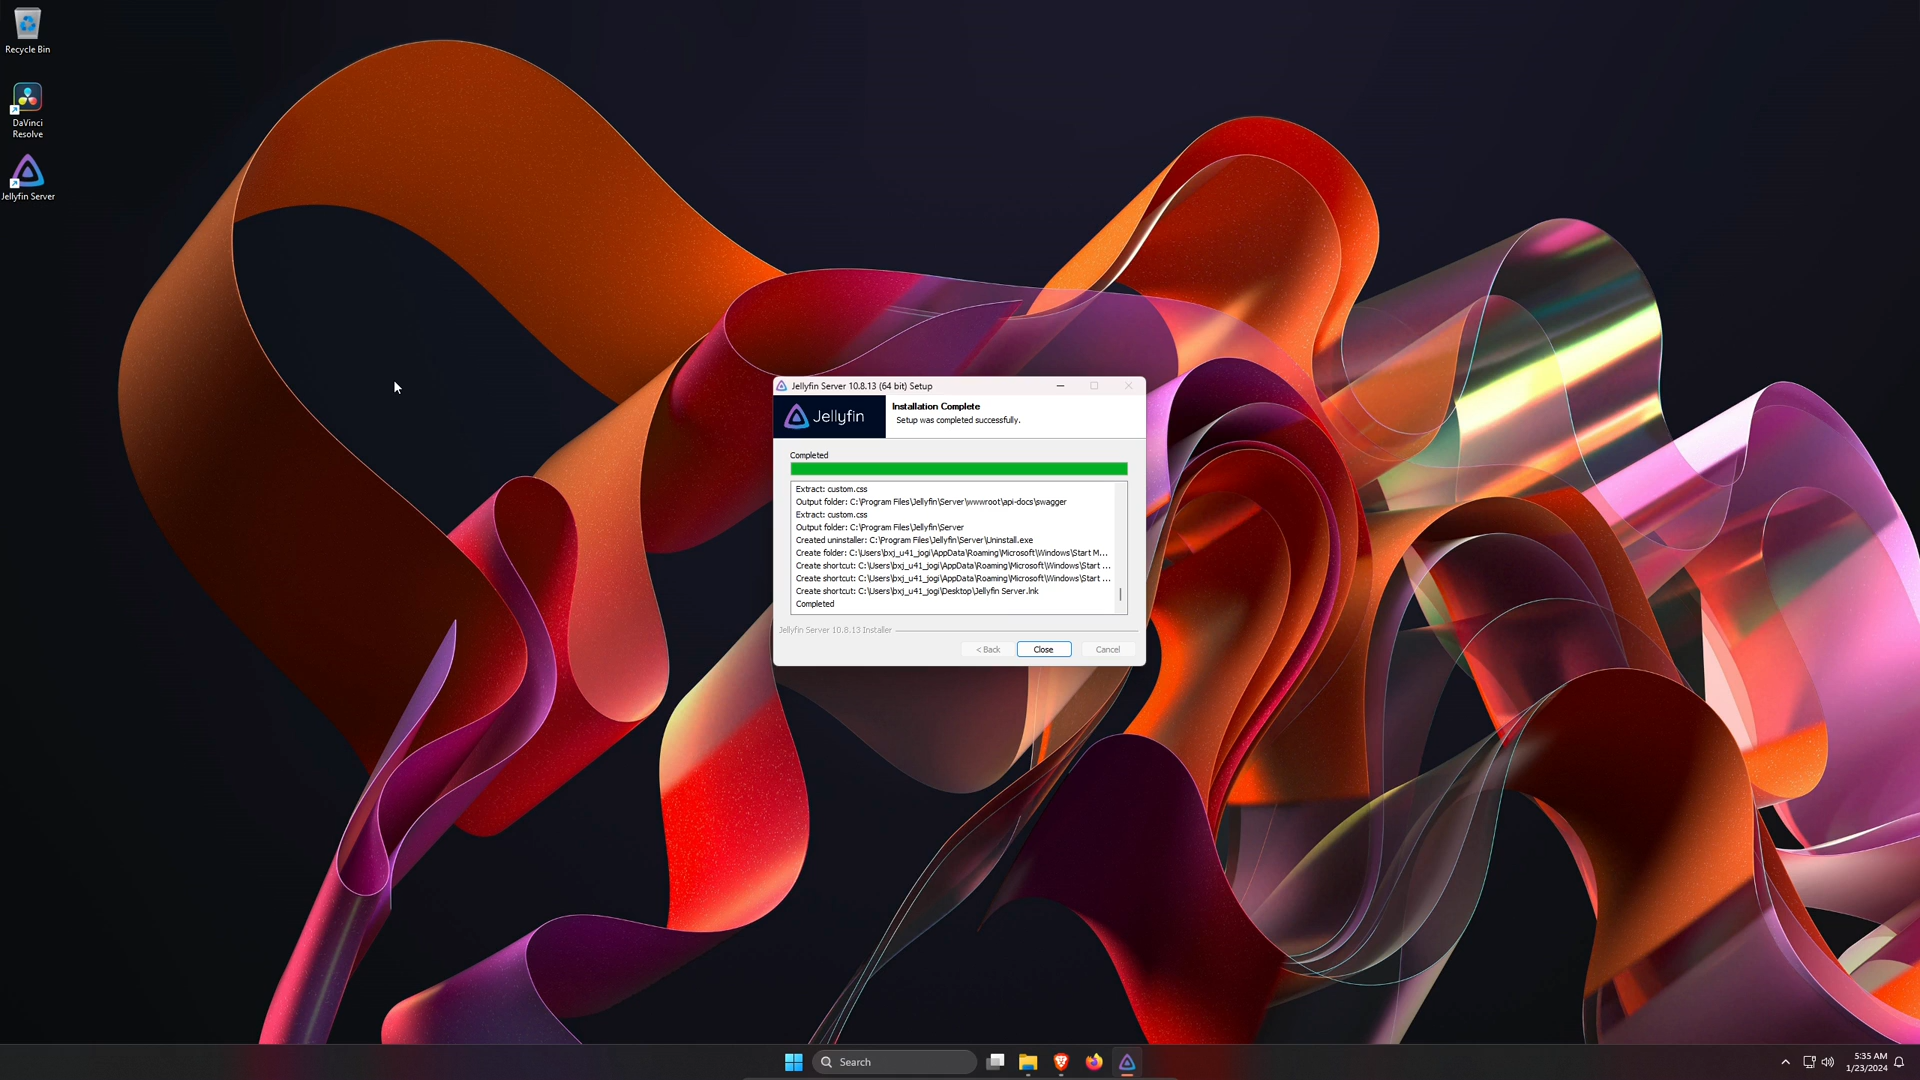 Recycle Bin
DaVinci
Resolve
Jellyfin Server
Jellyfin Server 10.8.13 (64 bit) Setup
Jellyfin
Installation Complete
Setup was completed successfully.
Completed
Extract: custom.css
Output folder: C:\Program Files\Jellyfin\Server\wwwroot\api-docs\swagger
Extract: custom.css
Output folder: C:\Program Files\Jellyfin\Server
Created uninstaller: C:\Program Files\Jellyfin\Server\Uninstall.exe
Create folder: C:\Users\bxj_u41_jogi\AppData\Roaming\Microsoft\Windows\Start M...
Create shortcut: C:\Users\bxj_u41_jogi\AppData\Roaming\Microsoft\Windows\Start ...
Create shortcut: C:\Users\bxj_u41_jogi\AppData\Roaming\Microsoft\Windows\Start ...
Create shortcut: C:\Users\bxj_u41_jogi\Desktop\Jellyfin Server.lnk
Completed
Jellyfin Server 10.8.13 Installer
< Back
Close
Cancel
Search
5:35 AM
1/23/2024